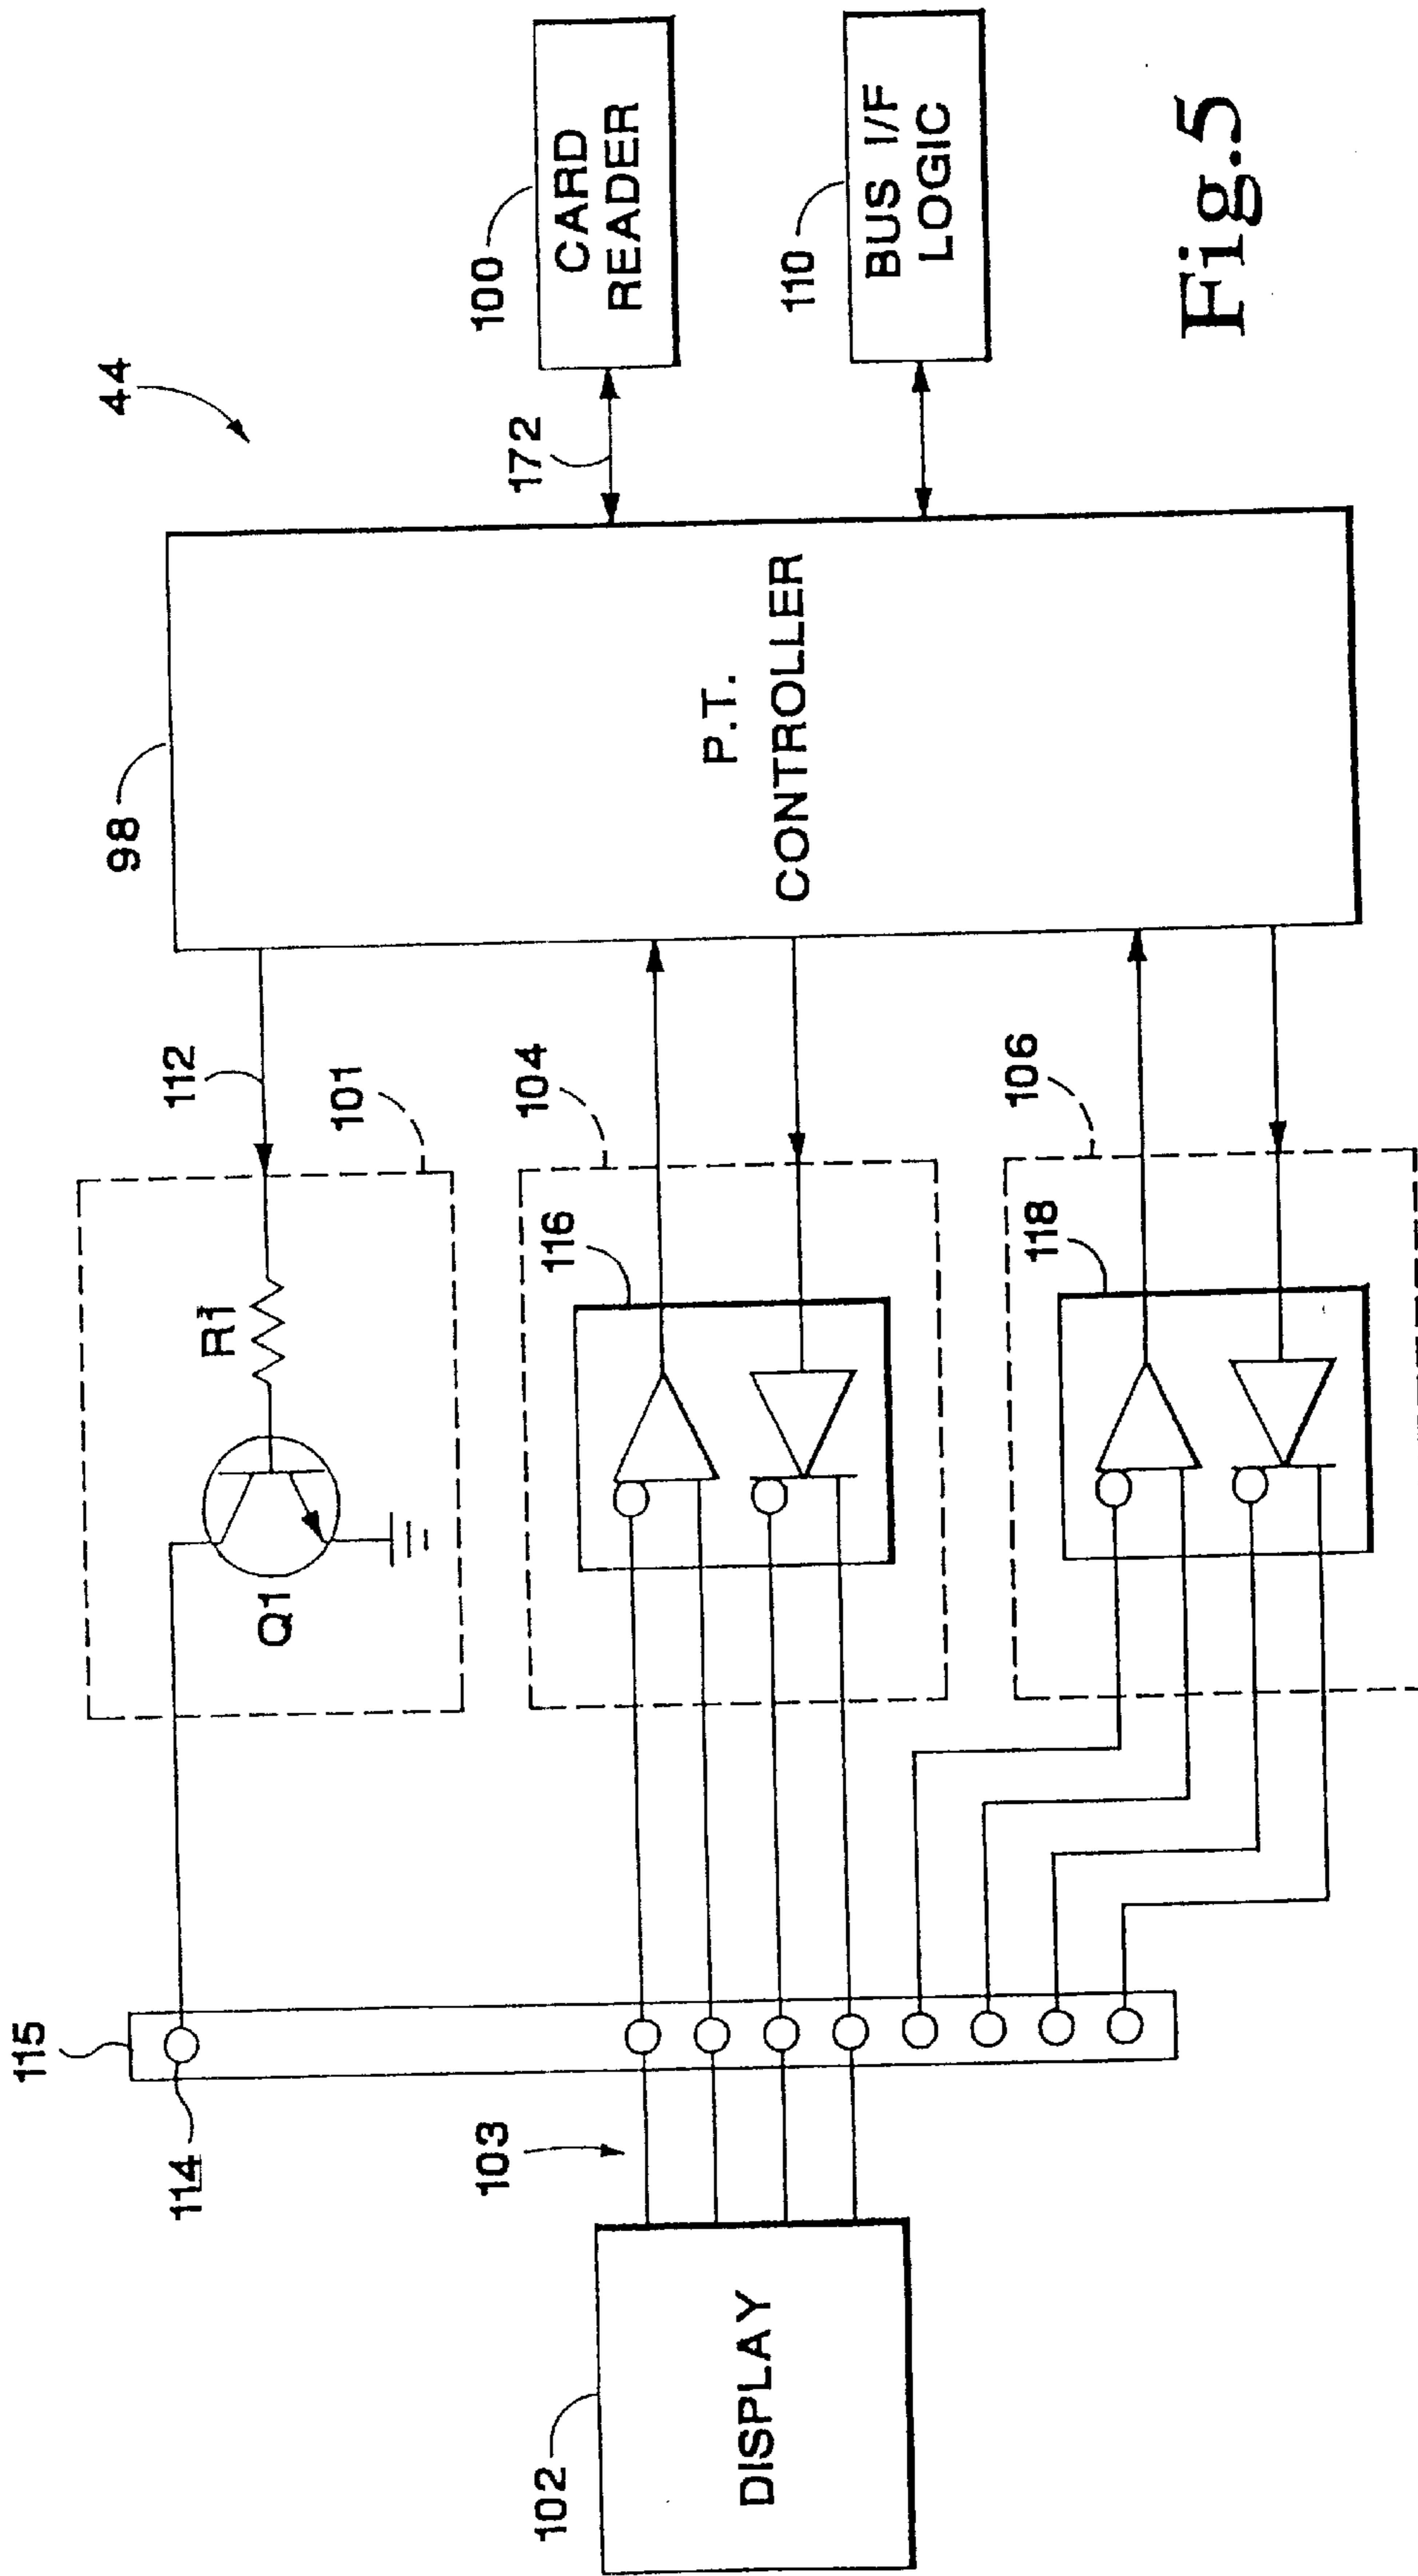 44
98
100
CARD
READER
172
110
BUS I/F
LOGIC
P.T.
CONTROLLER
112
101
R1
Q1
104
116
106
118
115
114
103
102
DISPLAY
Fig.5